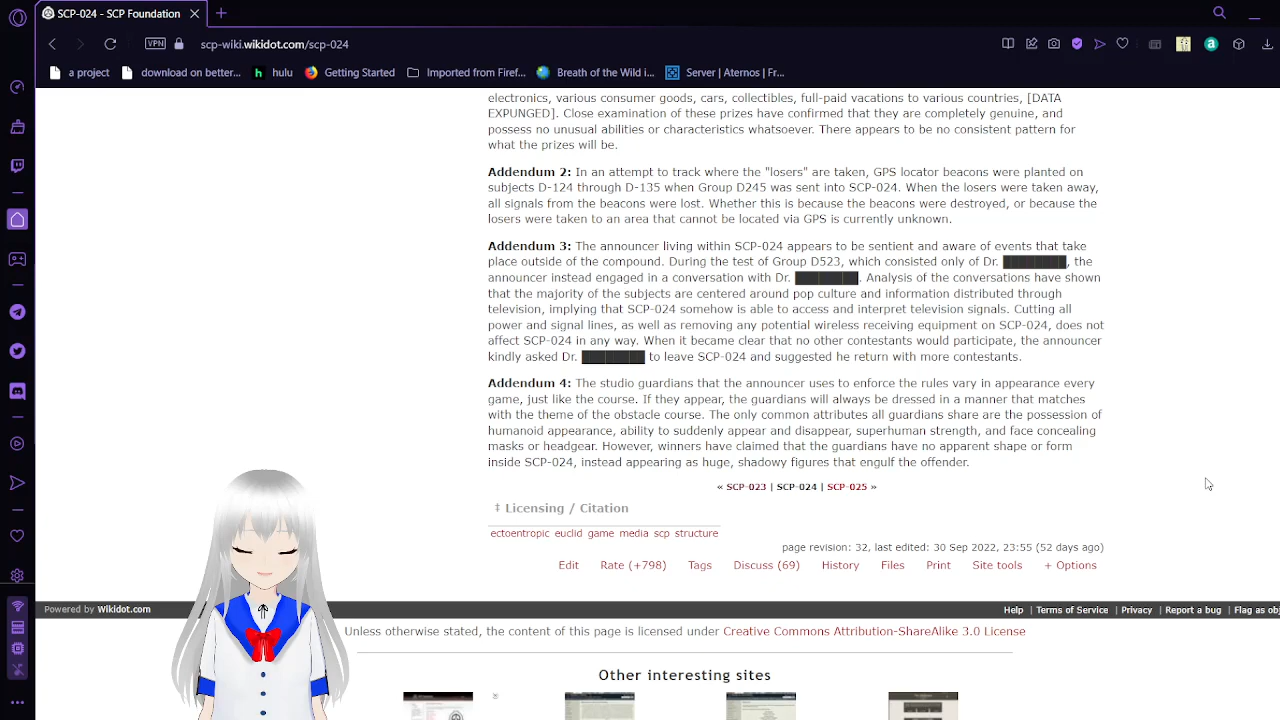 SCP-024 - SCP Foundation
VPN
scp-wiki.wikidot.com/scp-024
a project
download on better...
hulu
Getting Started
Imported from Firef...
Breath of the Wild i...
Server | Aternos | Fr...
electronics, various consumer goods, cars, collectibles, full-paid vacations to various countries, [DATA
EXPUNGED]. Close examination of these prizes have confirmed that they are completely genuine, and
possess no unusual abilities or characteristics whatsoever. There appears to be no consistent pattern for
what the prizes will be.
Addendum 2: In an attempt to track where the "losers" are taken, GPS locator beacons were planted on
subjects D-124 through D-135 when Group D245 was sent into SCP-024. When the losers were taken away,
all signals from the beacons were lost. Whether this is because the beacons were destroyed, or because the
losers were taken to an area that cannot be located via GPS is currently unknown.
Addendum 3: The announcer living within SCP-024 appears to be sentient and aware of events that take
place outside of the compound. During the test of Group D523, which consisted only of Dr. ████████, the
announcer instead engaged in a conversation with Dr. ████████. Analysis of the conversations have shown
that the majority of the subjects are centered around pop culture and information distributed through
television, implying that SCP-024 somehow is able to access and interpret television signals. Cutting all
power and signal lines, as well as removing any potential wireless receiving equipment on SCP-024, does not
affect SCP-024 in any way. When it became clear that no other contestants would participate, the announcer
kindly asked Dr. ████████ to leave SCP-024 and suggested he return with more contestants.
Addendum 4: The studio guardians that the announcer uses to enforce the rules vary in appearance every
game, just like the course. If they appear, the guardians will always be dressed in a manner that matches
with the theme of the obstacle course. The only common attributes all guardians share are the possession of
humanoid appearance, ability to suddenly appear and disappear, superhuman strength, and face concealing
masks or headgear. However, winners have claimed that the guardians have no apparent shape or form
inside SCP-024, instead appearing as huge, shadowy figures that engulf the offender.
« SCP-023 | SCP-024 | SCP-025 »
‡ Licensing / Citation
ectoentropic euclid game media scp structure
page revision: 32, last edited: 30 Sep 2022, 23:55 (52 days ago)
Edit Rate (+798) Tags Discuss (69) History Files Print Site tools + Options
Powered by Wikidot.com
Help | Terms of Service | Privacy | Report a bug | Flag as obj
Unless otherwise stated, the content of this page is licensed under Creative Commons Attribution-ShareAlike 3.0 License
Other interesting sites